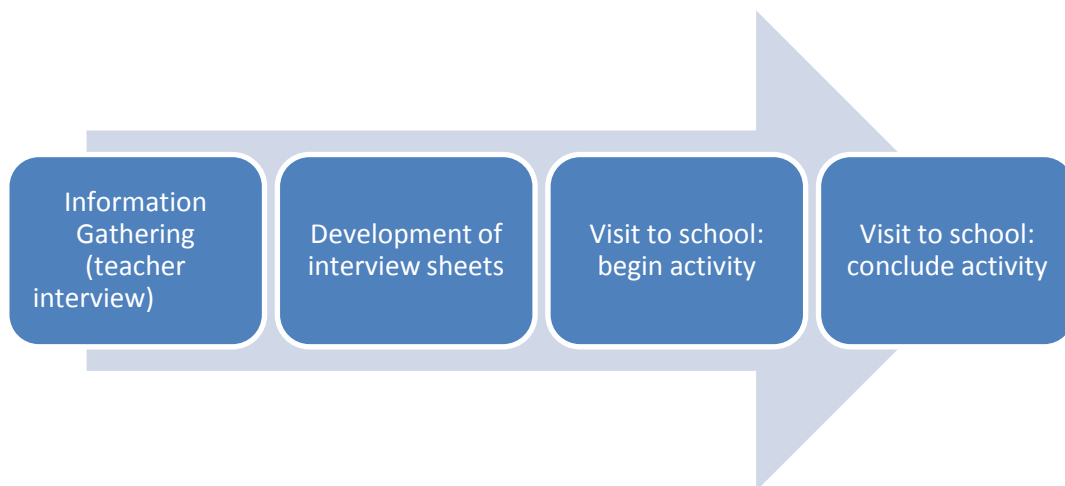 Information
Gathering
(teacher
interview)
Development of
interview sheets
Visit to school:
begin activity
Visit to school:
conclude activity